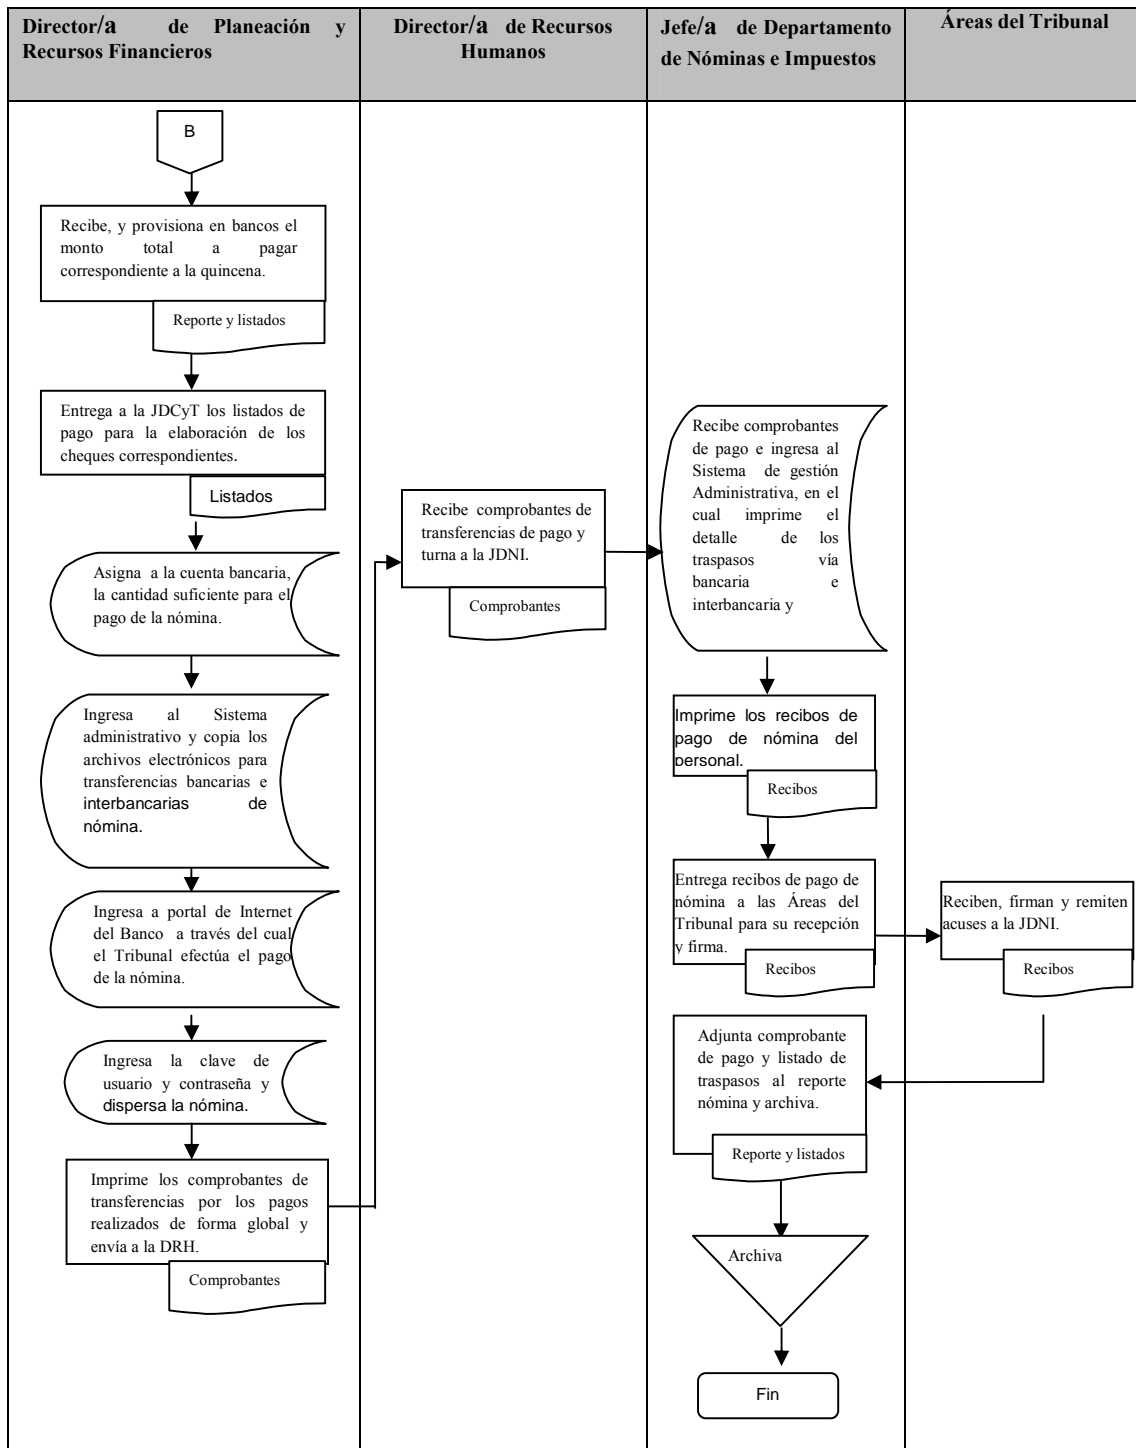 Director/a de Planeación y
Recursos Financieros
Director/a de Recursos
Humanos
Jefe/a de Departamento
de Nóminas e Impuestos
Áreas del Tribunal
B
Recibe, y provisiona en bancos el
monto total a pagar
correspondiente a la quincena.
Reporte y listados
Entrega a la JDCyT los listados de
pago para la elaboración de los
cheques correspondientes.
Listados
Asigna a la cuenta bancaria,
la cantidad suficiente para el
pago de la nómina.
Ingresa al Sistema
administrativo y copia los
archivos electrónicos para
transferencias bancarias e
interbancarias de
nómina.
Ingresa a portal de Internet
del Banco a través del cual
el Tribunal efectúa el pago
de la nómina.
Ingresa la clave de
usuario y contraseña y
dispersa la nómina.
Imprime los comprobantes de
transferencias por los pagos
realizados de forma global y
envía a la DRH.
Comprobantes
Recibe comprobantes de
transferencias de pago y
turna a la JDNI.
Comprobantes
Recibe comprobantes
de pago e ingresa al
Sistema de gestión
Administrativa, en el
cual imprime el
detalle de los
traspasos vía
bancaria e
interbancaria y
Imprime los recibos de
pago de nómina del
personal.
Recibos
Entrega recibos de pago de
nómina a las Áreas del
Tribunal para su recepción
y firma.
Recibos
Reciben, firman y remiten
acuses a la JDNI.
Recibos
Adjunta comprobante
de pago y listado de
traspasos al reporte
nómina y archiva.
Reporte y listados
Archiva
Fin